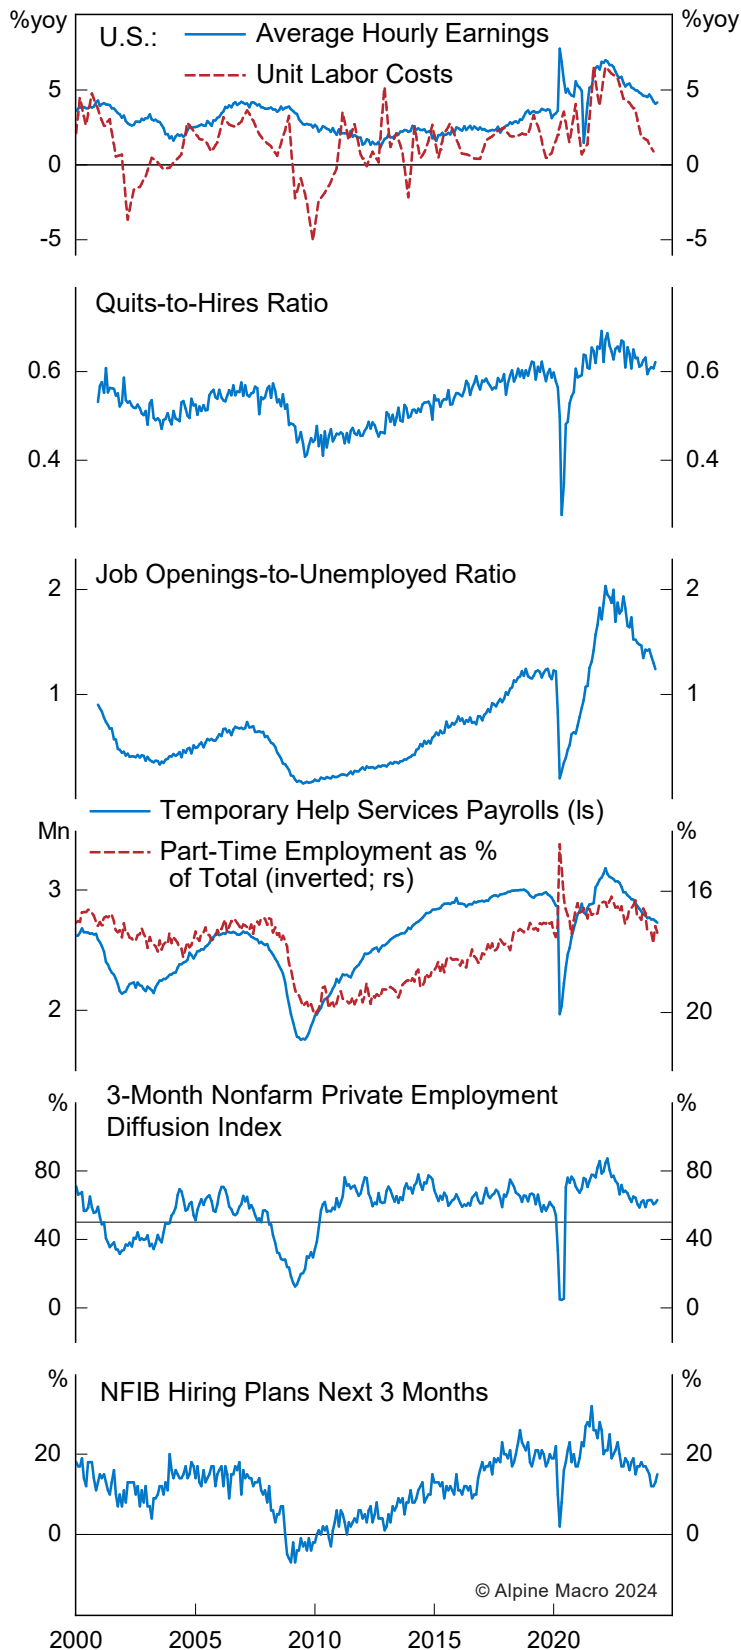 %yoy
%yoy
U.S.:
Average Hourly Earnings
Unit Labor Costs
5
5
0
0
-5
-5
Quits-to-Hires Ratio
0.6
0.6
0.4
0.4
Job Openings-to-Unemployed Ratio
2
2
1
1
Temporary Help Services Payrolls (ls)
Mn
%
Part-Time Employment as %
of Total (inverted; rs)
3
16
2
20
3-Month Nonfarm Private Employment
Diffusion Index
%
%
80
80
40
40
0
0
%
%
NFIB Hiring Plans Next 3 Months
20
20
0
0
© Alpine Macro 2024
2000 2005 2010 2015 2020